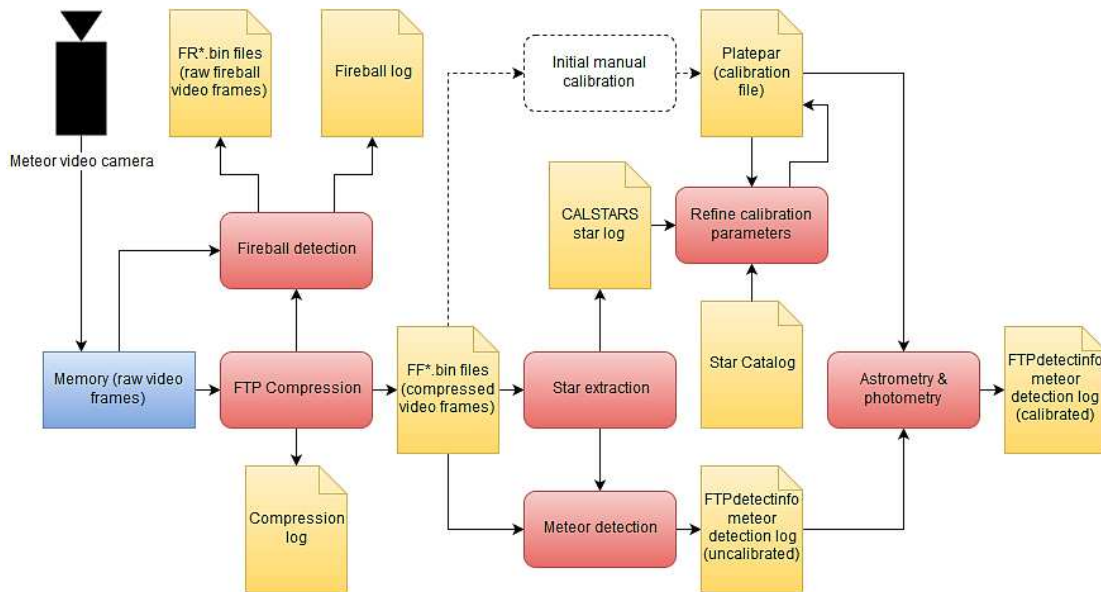 Meteor video camera
FR*.bin files
(raw fireball
video frames)
Fireball log
Initial manual
calibration
Platepar
(calibration
file)
CALSTARS
star log
Refine calibration
parameters
Fireball detection
Memory (raw video
frames)
FTP Compression
FF*.bin files
(compressed
video frames)
Star extraction
Star Catalog
Astrometry &
photometry
FTPdetectinfo
meteor
detection log
(calibrated)
Compression
log
Meteor detection
FTPdetectinfo
meteor
detection log
(uncalibrated)